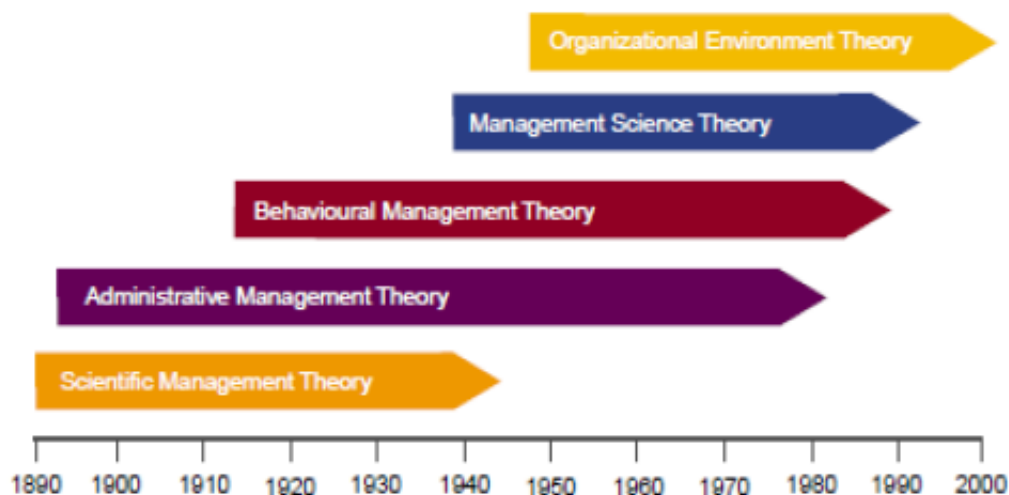 Organizational Environment Theory
Management Science Theory
Behavioural Management Theory
Administrative Management Theory
Scientific Management Theory
1890 1900 1910 1920 1930 1940 1950 1960 1970 1980 1990 2000